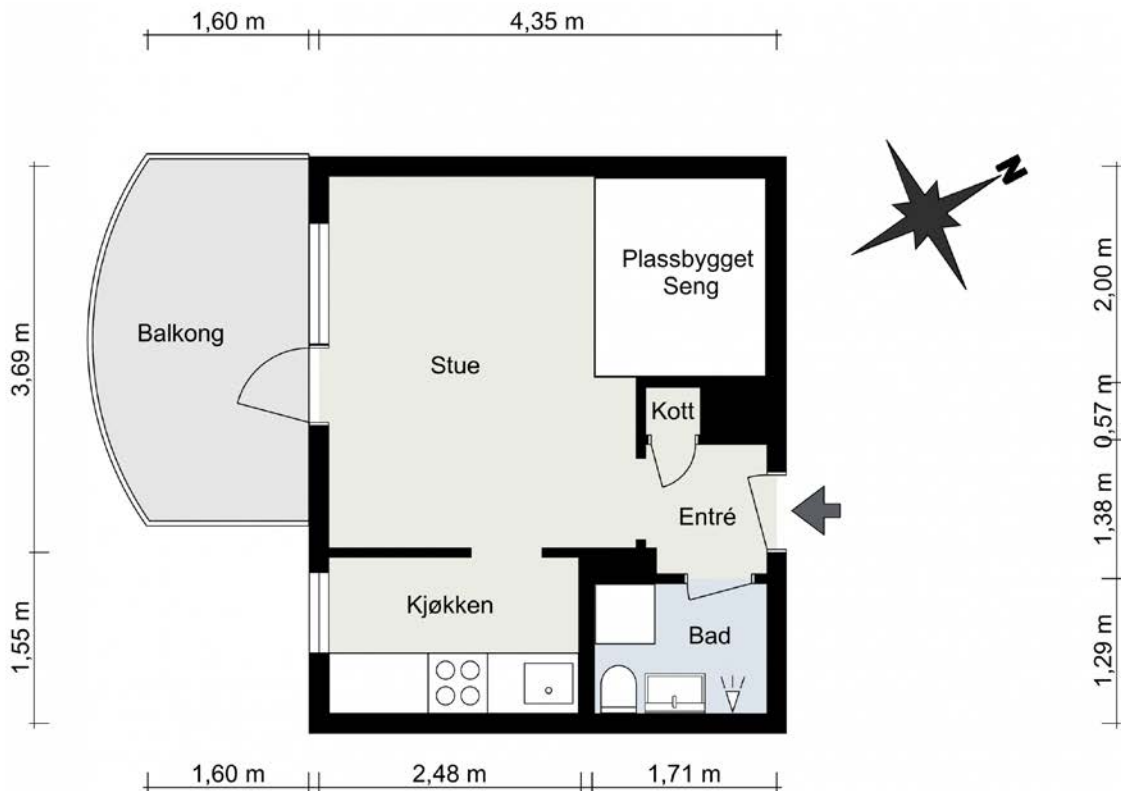 1,60 m
4,35 m
N
3,69 m
1,55 m
2,00 m
0,57 m
1,38 m
1,29 m
Plassbygget
Seng
Balkong
Stue
Kott
Entré
Kjøkken
Bad
1,60 m
2,48 m
1,71 m